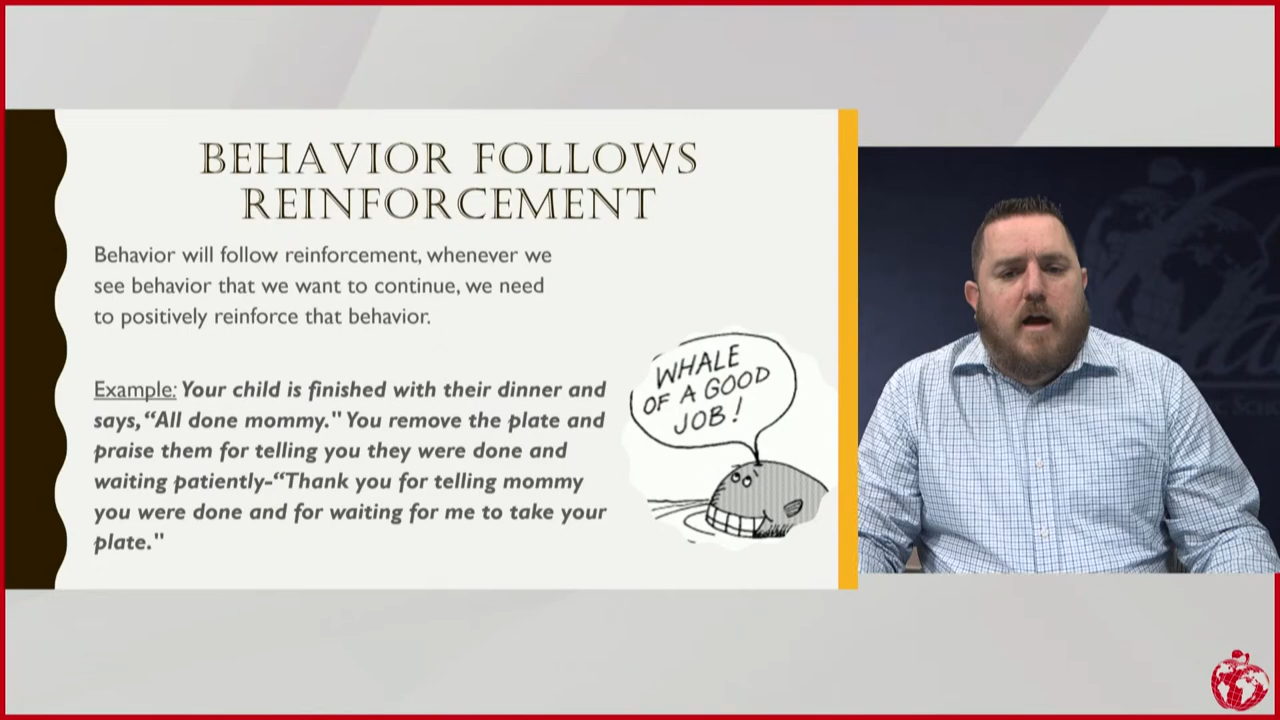 BEHAVIOR FOLLOWS
REINFORCEMENT
Behavior will follow reinforcement, whenever we
see behavior that we want to continue, we need
to positively reinforce that behavior.
Example: Your child is finished with their dinner and
says, “All done mommy." You remove the plate and
praise them for telling you they were done and
waiting patiently-“Thank you for telling mommy
you were done and for waiting for me to take your
plate."
WHALE
OF A GOOD
JOB!